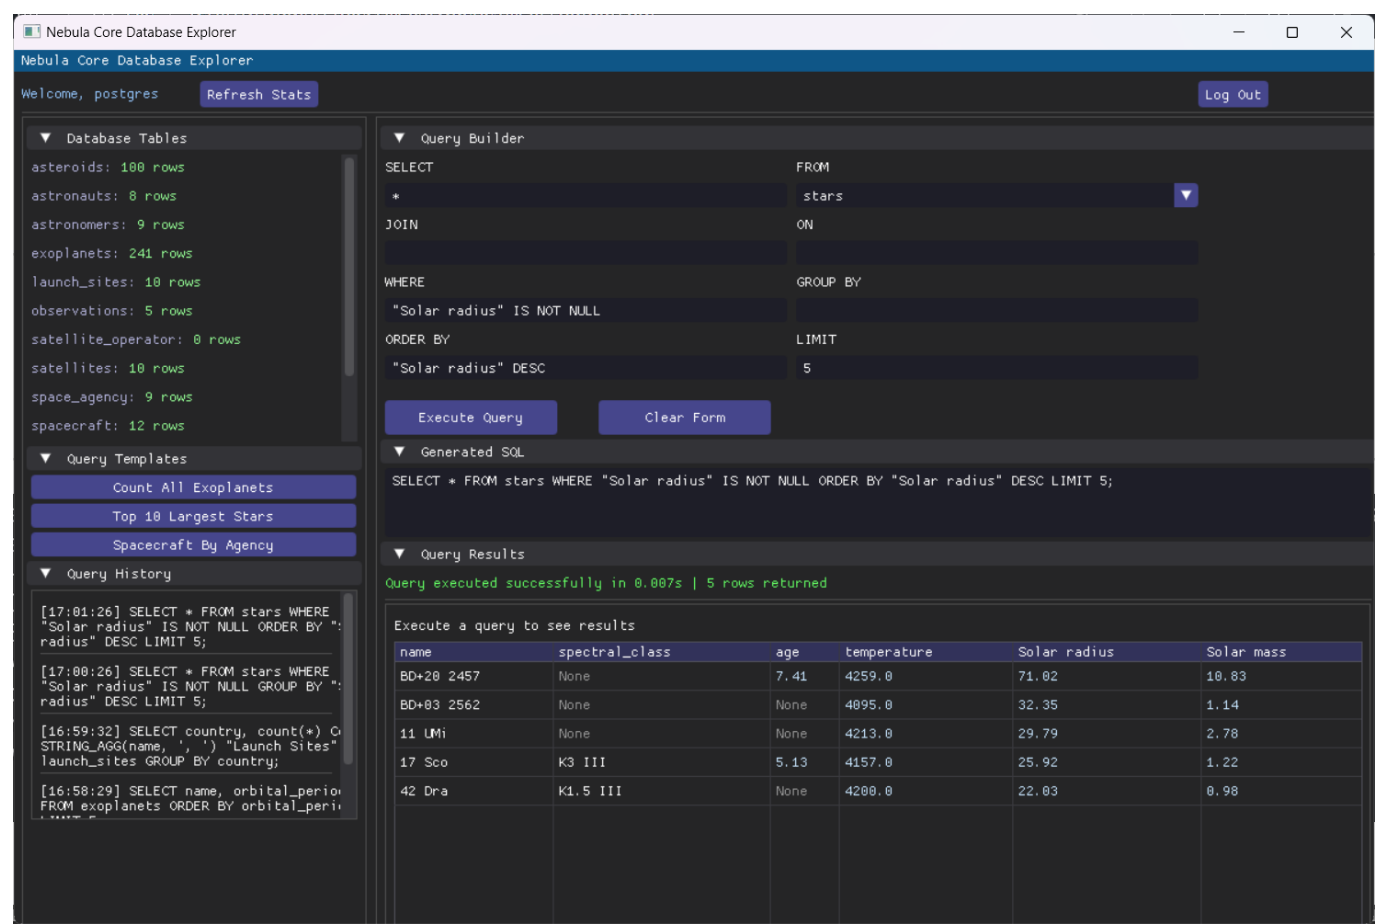 Nebula Core Database Explorer
Nebula Core Database Explorer
Welcome, postgres
Refresh Stats
Log Out
Database Tables
asteroids: 100 rows
astronauts: 8 rows
astronomers: 9 rows
exoplanets: 241 rows
launch_sites: 10 rows
observations: 5 rows
satellite_operator: 0 rows
satellites: 10 rows
space_agency: 9 rows
spacecraft: 12 rows
Query Templates
Count All Exoplanets
Top 10 Largest Stars
Spacecraft By Agency
Query History
[17:01:26] SELECT * FROM stars WHERE
"Solar radius" IS NOT NULL ORDER BY "
radius" DESC LIMIT 5;
[17:00:26] SELECT * FROM stars WHERE
"Solar radius" IS NOT NULL GROUP BY "
radius" DESC LIMIT 5;
[16:59:32] SELECT country, count(*)
STRING_AGG(name, ', ') "Launch Sites"
launch_sites GROUP BY country;
[16:58:29] SELECT name, orbital_perio
FROM exoplanets ORDER BY orbital_peri
Query Builder
SELECT
FROM
*
stars
JOIN
ON
WHERE
GROUP BY
"Solar radius" IS NOT NULL
ORDER BY
LIMIT
"Solar radius" DESC
5
Execute Query
Clear Form
Generated SQL
SELECT * FROM stars WHERE "Solar radius" IS NOT NULL ORDER BY "Solar radius" DESC LIMIT 5;
Query Results
Query executed successfully in 0.007s | 5 rows returned
Execute a query to see results
name spectral_class age temperature Solar radius Solar mass
BD+20 2457 None 7.41 4259.0 71.02 10.83
BD+03 2562 None None 4095.0 32.35 1.14
11 UMi None None 4213.0 29.79 2.78
17 Sco K3 III 5.13 4157.0 25.92 1.22
42 Dra K1.5 III None 4200.0 22.03 0.98